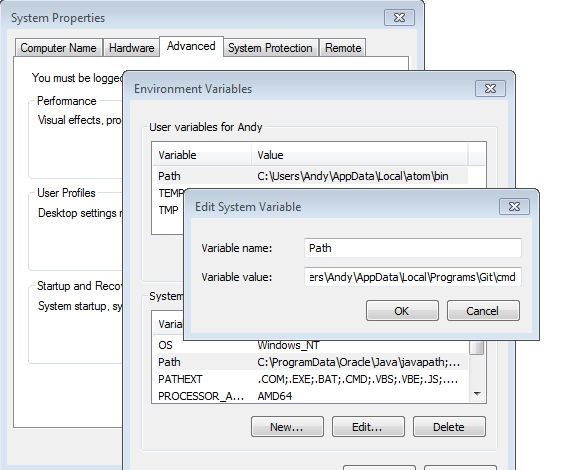 System Properties
Computer Name Hardware Advanced System Protection Remote
You must be logged
Performance
Visual effects, pro
User Profiles
Desktop settings r
Startup and Reco
System startup, sy
Environment Variables
User variables for Andy
Variable Value
Path C:\Users\Andy\AppData\Local\atom\bin
TEMP
TMP
Edit System Variable
Variable name: Path
Variable value: ers\Andy\AppData\Local\Programs\Git\cmd
OK Cancel
System
Varia
OS Windows_NT
Path C:\ProgramData\Oracle\Java\javapath;...
PATHEXT .COM;.EXE;.BAT;.CMD;.VBS;.VBE;.JS;....
PROCESSOR_A... AMD64
New... Edit... Delete